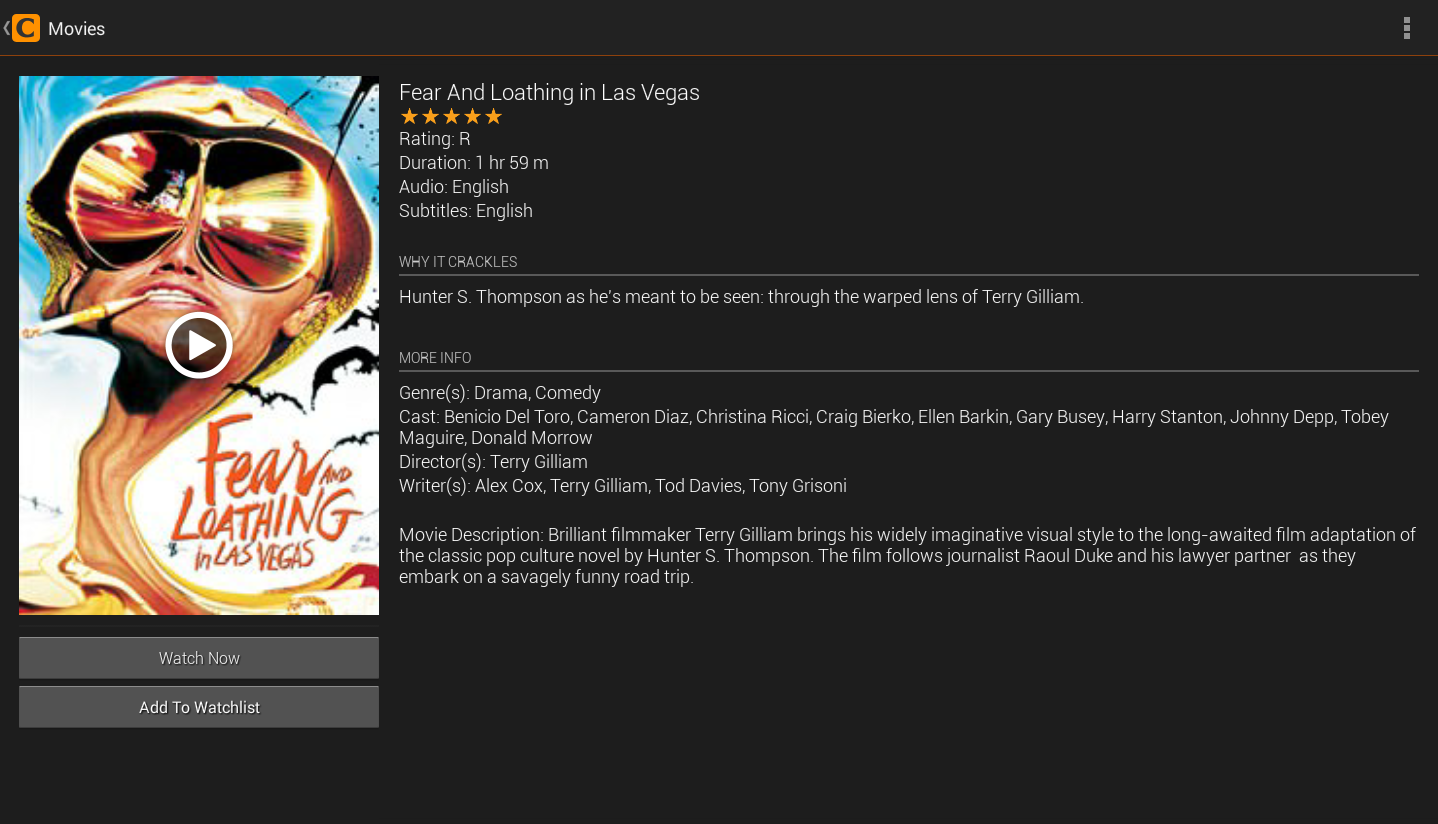 C Movies
Fear And Loathing in Las Vegas
Rating: R
Duration: 1 hr 59 m
Audio: English
Subtitles: English
WHY IT CRACKLES
Hunter S. Thompson as he's meant to be seen: through the warped lens of Terry Gilliam.
MORE INFO
Genre(s): Drama, Comedy
Cast: Benicio Del Toro, Cameron Diaz, Christina Ricci, Craig Bierko, Ellen Barkin, Gary Busey, Harry Stanton, Johnny Depp, Tobey
Maguire, Donald Morrow
Director(s): Terry Gilliam
Writer(s): Alex Cox, Terry Gilliam, Tod Davies, Tony Grisoni
Movie Description: Brilliant filmmaker Terry Gilliam brings his widely imaginative visual style to the long-awaited film adaptation of
the classic pop culture novel by Hunter S. Thompson. The film follows journalist Raoul Duke and his lawyer partner  as they
embark on a savagely funny road trip.
Fear AND
LOATHING
In LAS VEGAS
Watch Now
Add To Watchlist